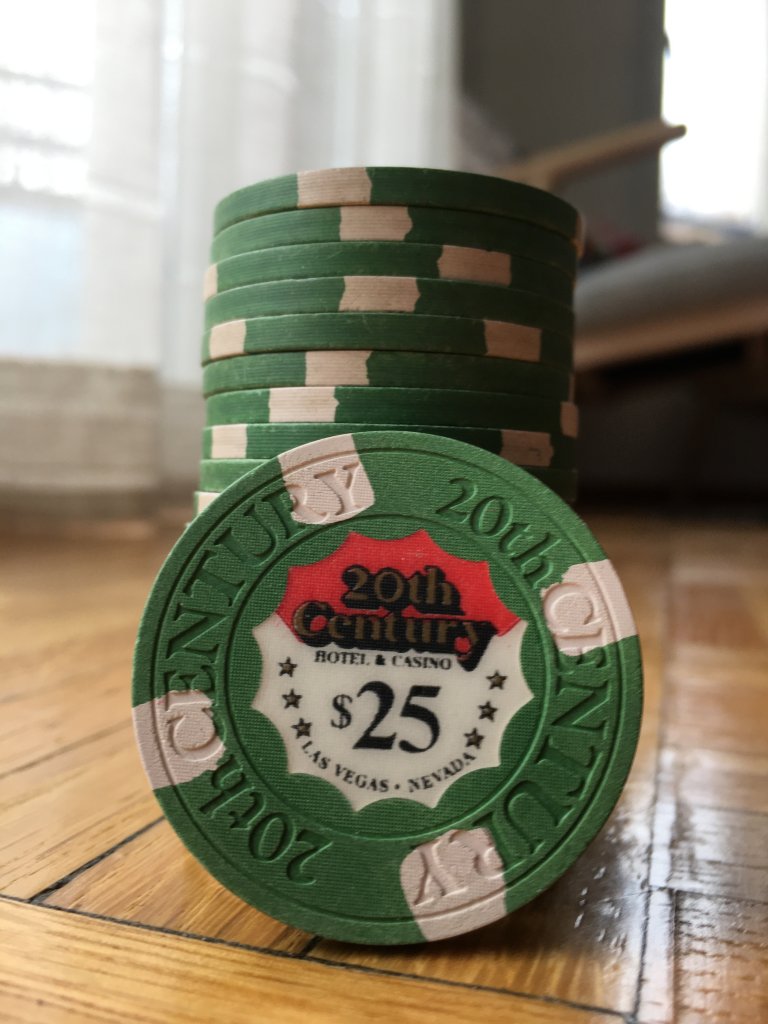 20th CENTURY
20th
Century
HOTEL & CASINO
$25
LAS VEGAS • NEVADA
20th CENTURY